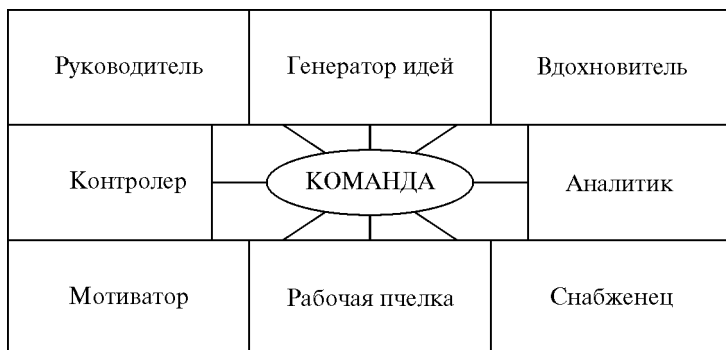 Руководитель
Генератор идей
Вдохновитель
Контролер
КОМАНДА
Аналитик
Мотиватор
Рабочая пчелка
Снабженец